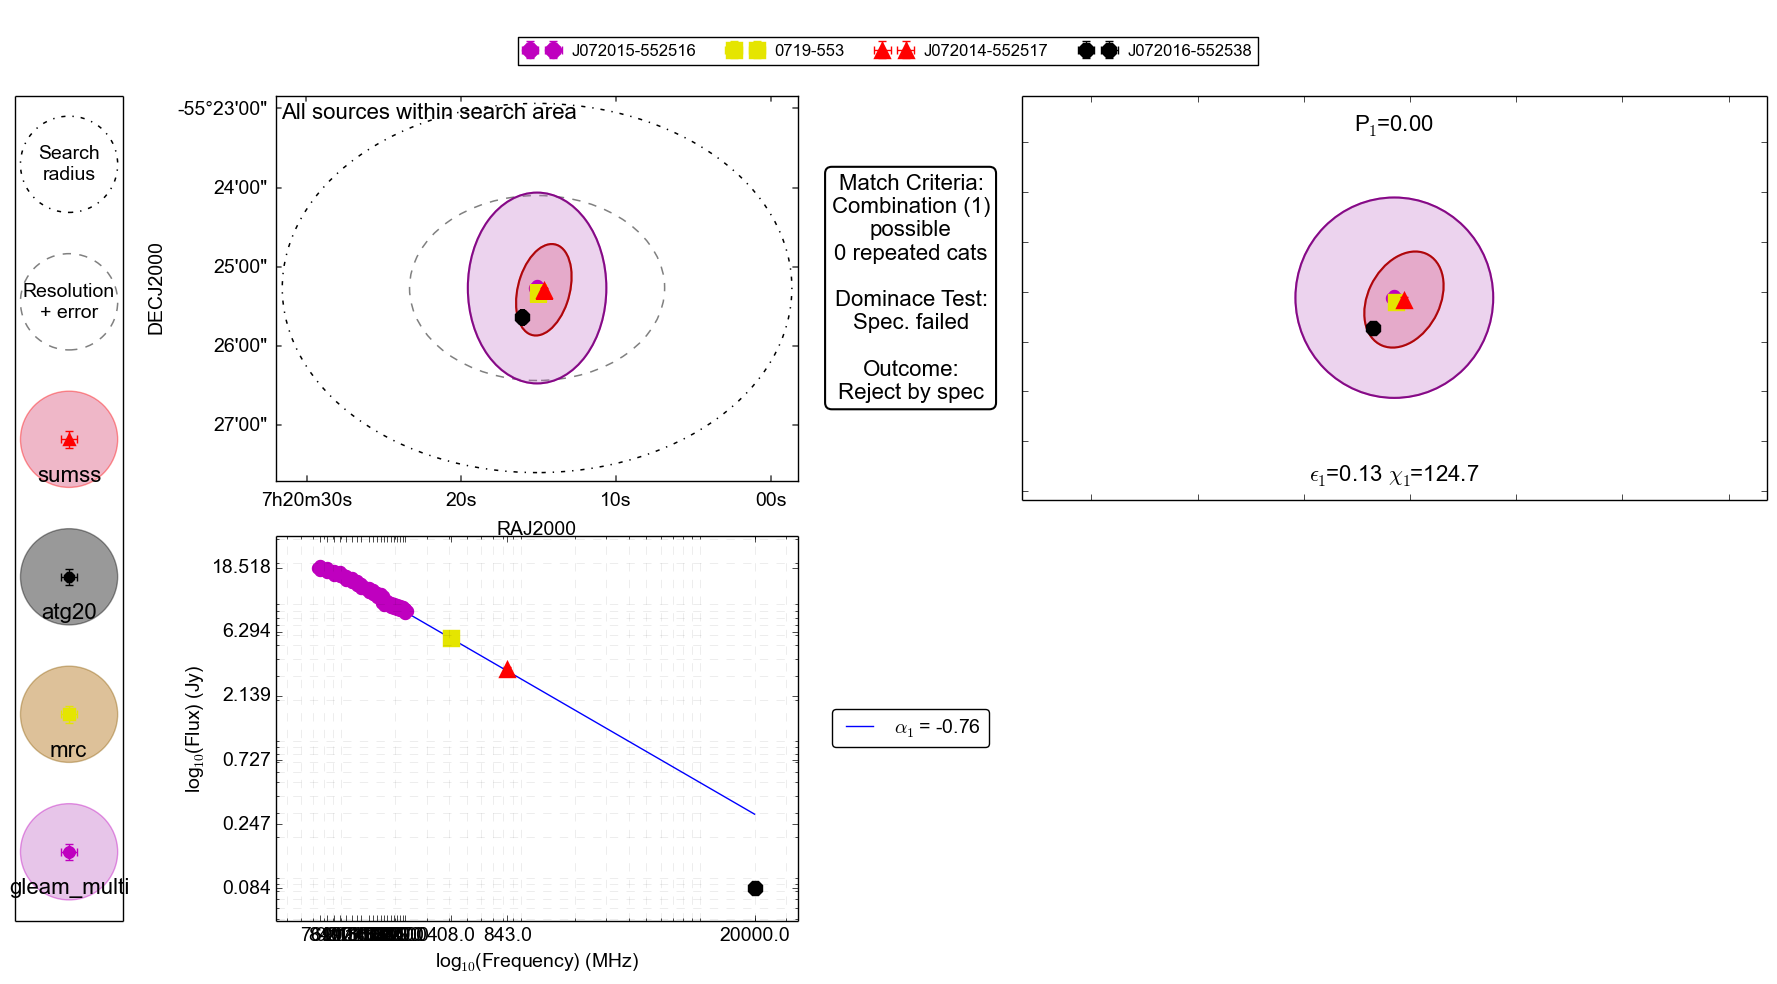 J072015-552516 0719-553 J072014-552517 J072016-552538
Search
radius
Resolution
+ error
sumss
atg20
mrc
gleam_multi
All sources within search area
-55°23'00"
24'00"
25'00"
26'00"
27'00"
DECJ2000
7h20m30s 20s 10s 00s
RAJ2000
Match Criteria:
Combination (1)
possible
0 repeated cats
Dominace Test:
Spec. failed
Outcome:
Reject by spec
P₁=0.00
ϵ₁=0.13 χ₁=124.7
18.518
6.294
2.139
0.727
0.247
0.084
log₁₀(Flux) (Jy)
408.0 843.0 20000.0
log₁₀(Frequency) (MHz)
α₁ = -0.76